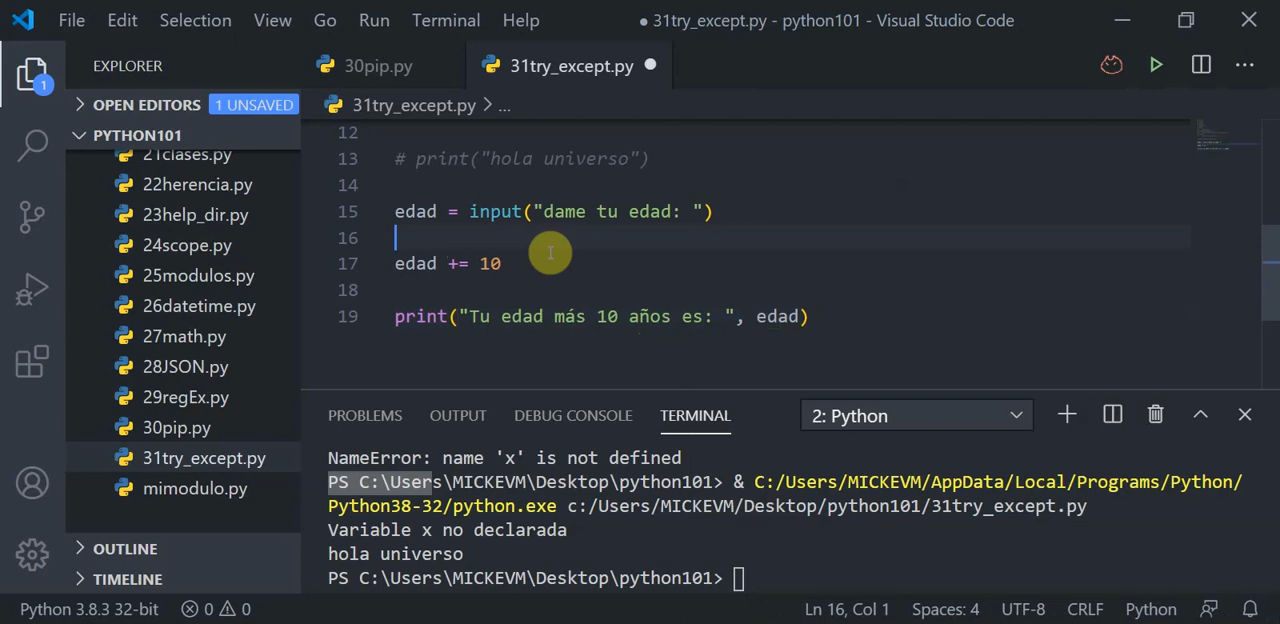 File Edit Selection View Go Run Terminal Help ● 31try_except.py - python101 - Visual Studio Code
EXPLORER
1
OPEN EDITORS 1 UNSAVED
PYTHON101
21clases.py
22herencia.py
23help_dir.py
24scope.py
25modulos.py
26datetime.py
27math.py
28JSON.py
29regEx.py
30pip.py
31try_except.py
mimodulo.py
OUTLINE
TIMELINE
30pip.py 31try_except.py
31try_except.py > ...
12
13 # print("hola universo")
14
15 edad = input("dame tu edad: ")
16
17 edad += 10
18
19 print("Tu edad más 10 años es: ", edad)
PROBLEMS OUTPUT DEBUG CONSOLE TERMINAL 2: Python
NameError: name 'x' is not defined
PS C:\Users\MICKEVM\Desktop\python101> & C:/Users/MICKEVM/AppData/Local/Programs/Python/
Python38-32/python.exe c:/Users/MICKEVM/Desktop/python101/31try_except.py
Variable x no declarada
hola universo
PS C:\Users\MICKEVM\Desktop\python101>
Python 3.8.3 32-bit 0 0 Ln 16, Col 1 Spaces: 4 UTF-8 CRLF Python